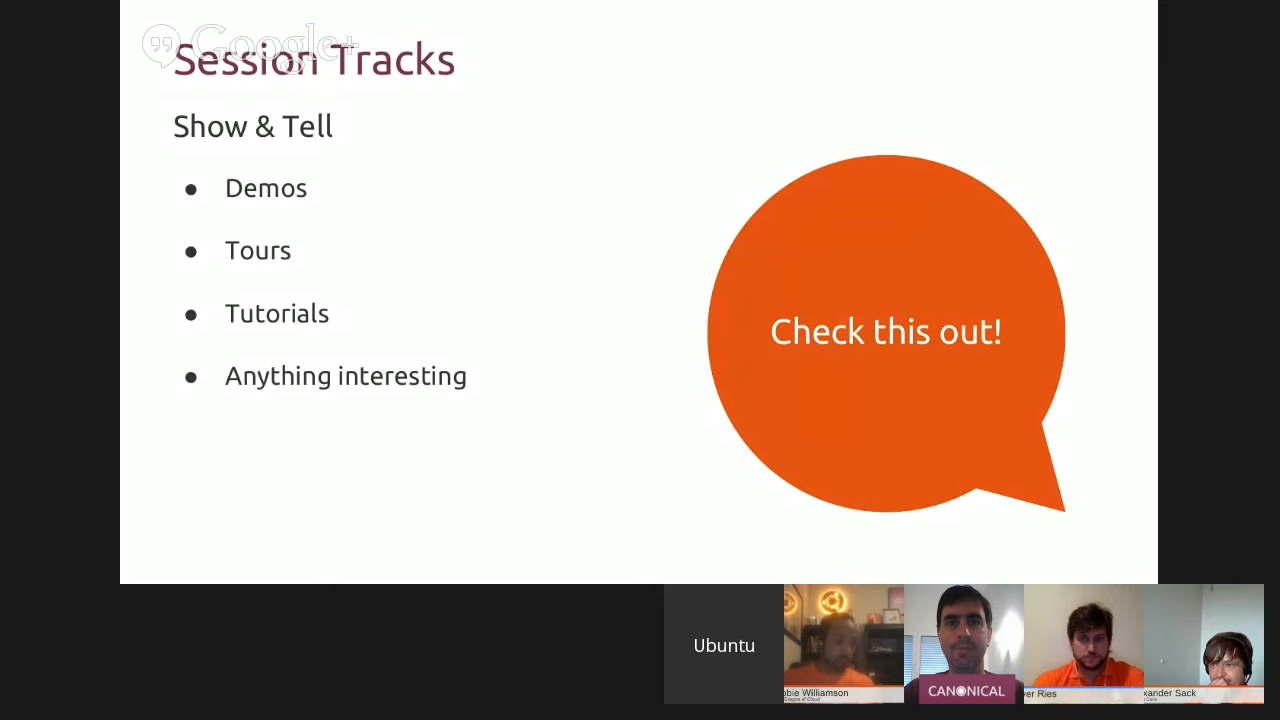 Google+
Session Tracks
Show & Tell
● Demos
● Tours
● Tutorials
● Anything interesting
Check this out!
Ubuntu
bie Williamson
CANONICAL
ver Ries
xander Sack